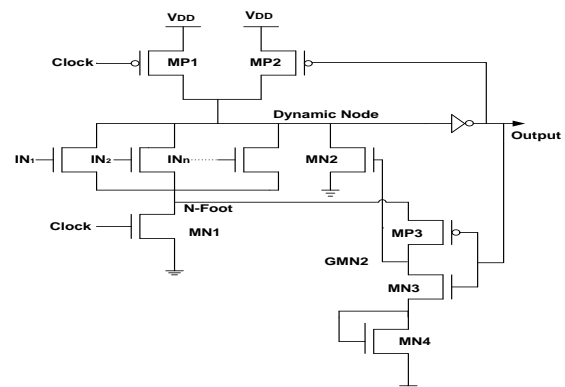 VDD VDD
Clock MP1 MP2
Dynamic Node
Output
IN1 IN2 INn MN2
N-Foot
Clock MN1 MP3
GMN2
MN3
MN4